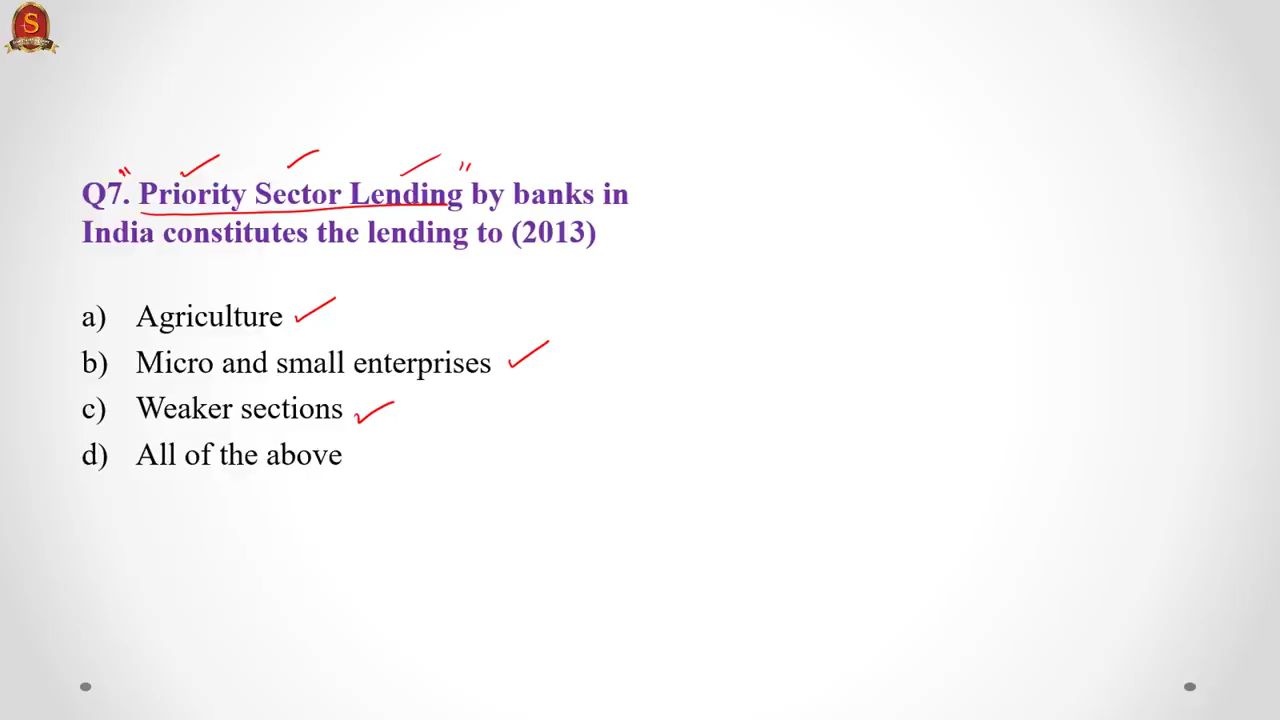 S
Q7. Priority Sector Lending by banks in
India constitutes the lending to (2013)
a) Agriculture
b) Micro and small enterprises
c) Weaker sections
d) All of the above